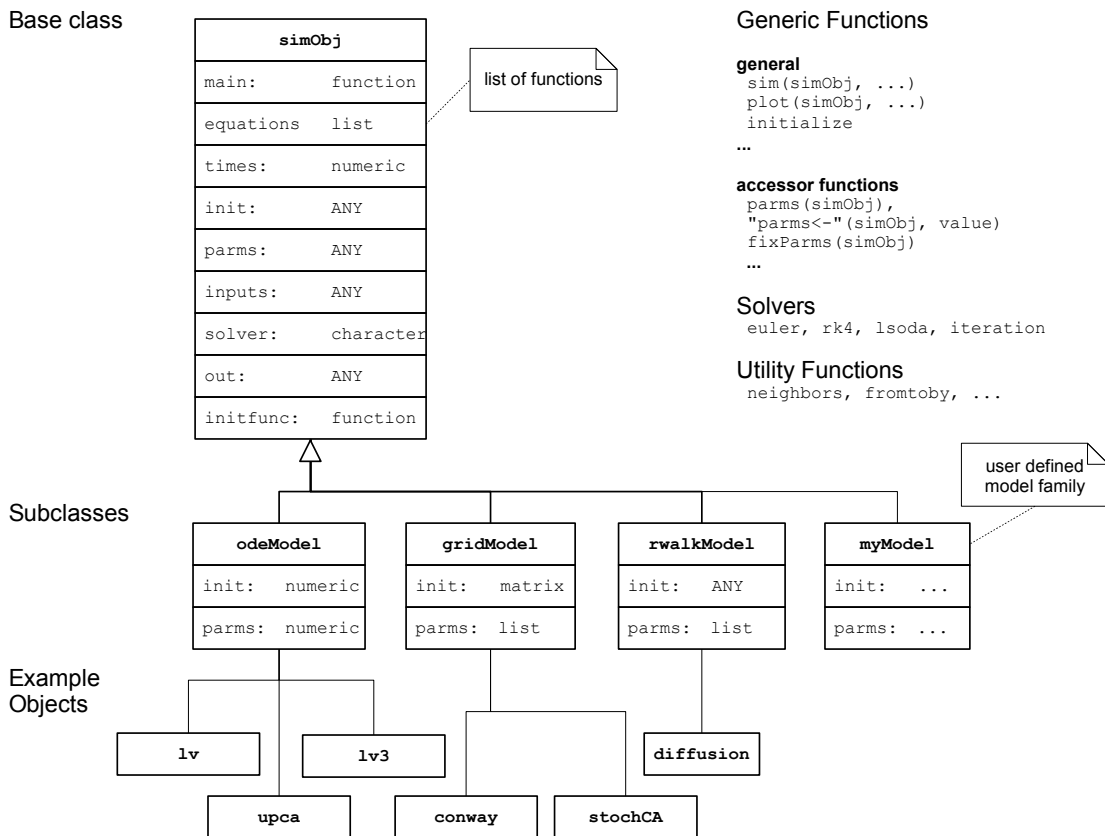 Base class
simObj
main: function
equations list
times: numeric
init: ANY
parms: ANY
inputs: ANY
solver: character
out: ANY
initfunc: function
list of functions
Generic Functions
general
sim(simObj, ...)
plot(simObj, ...)
initialize
...
accessor functions
parms(simObj),
"parms<-"(simObj, value)
fixParms(simObj)
...
Solvers
euler, rk4, lsoda, iteration
Utility Functions
neighbors, fromtoby, ...
user defined
model family
Subclasses
odeModel
init: numeric
parms: numeric
gridModel
init: matrix
parms: list
rwalkModel
init: ANY
parms: list
myModel
init: ...
parms: ...
Example
Objects
lv
lv3
diffusion
upca
conway
stochCA